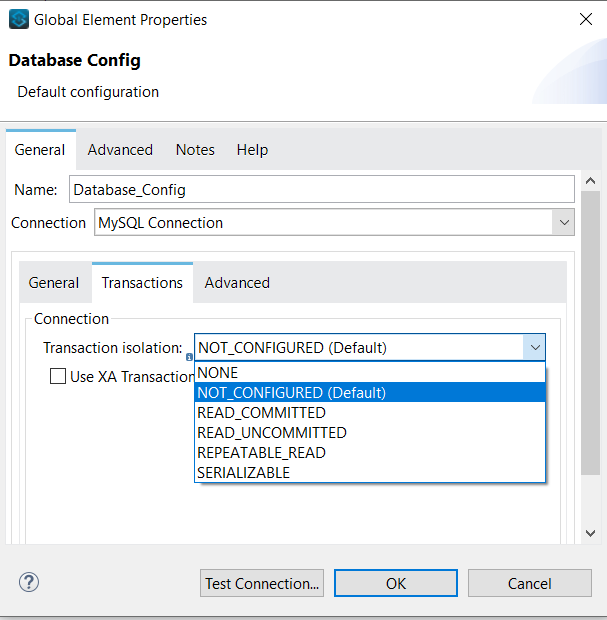 Global Element Properties
Database Config
Default configuration
General Advanced Notes Help
Name: Database_Config
Connection MySQL Connection
General Transactions Advanced
Connection
Transaction isolation: NOT_CONFIGURED (Default)
Use XA Transaction
NONE
NOT_CONFIGURED (Default)
READ_COMMITTED
READ_UNCOMMITTED
REPEATABLE_READ
SERIALIZABLE
Test Connection... OK Cancel